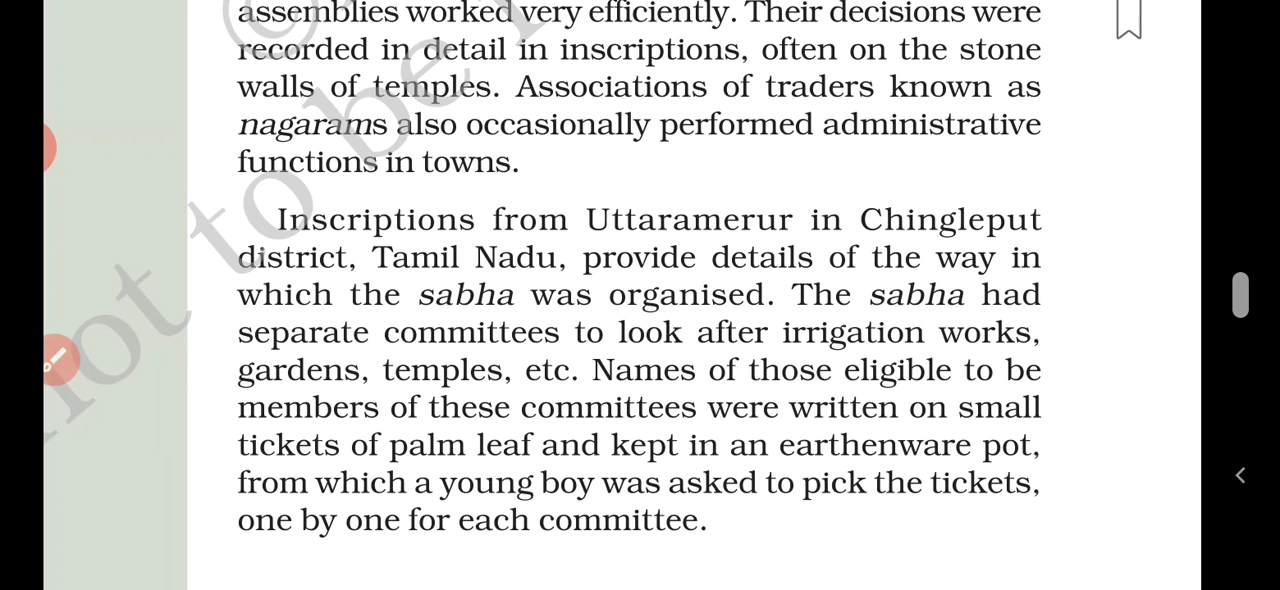 assemblies worked very efficiently. Their decisions were
recorded in detail in inscriptions, often on the stone
walls of temples. Associations of traders known as
nagarams also occasionally performed administrative
functions in towns.
Inscriptions from Uttaramerur in Chingleput
district, Tamil Nadu, provide details of the way in
which the sabha was organised. The sabha had
separate committees to look after irrigation works,
gardens, temples, etc. Names of those eligible to be
members of these committees were written on small
tickets of palm leaf and kept in an earthenware pot,
from which a young boy was asked to pick the tickets,
one by one for each committee.
©
not to be